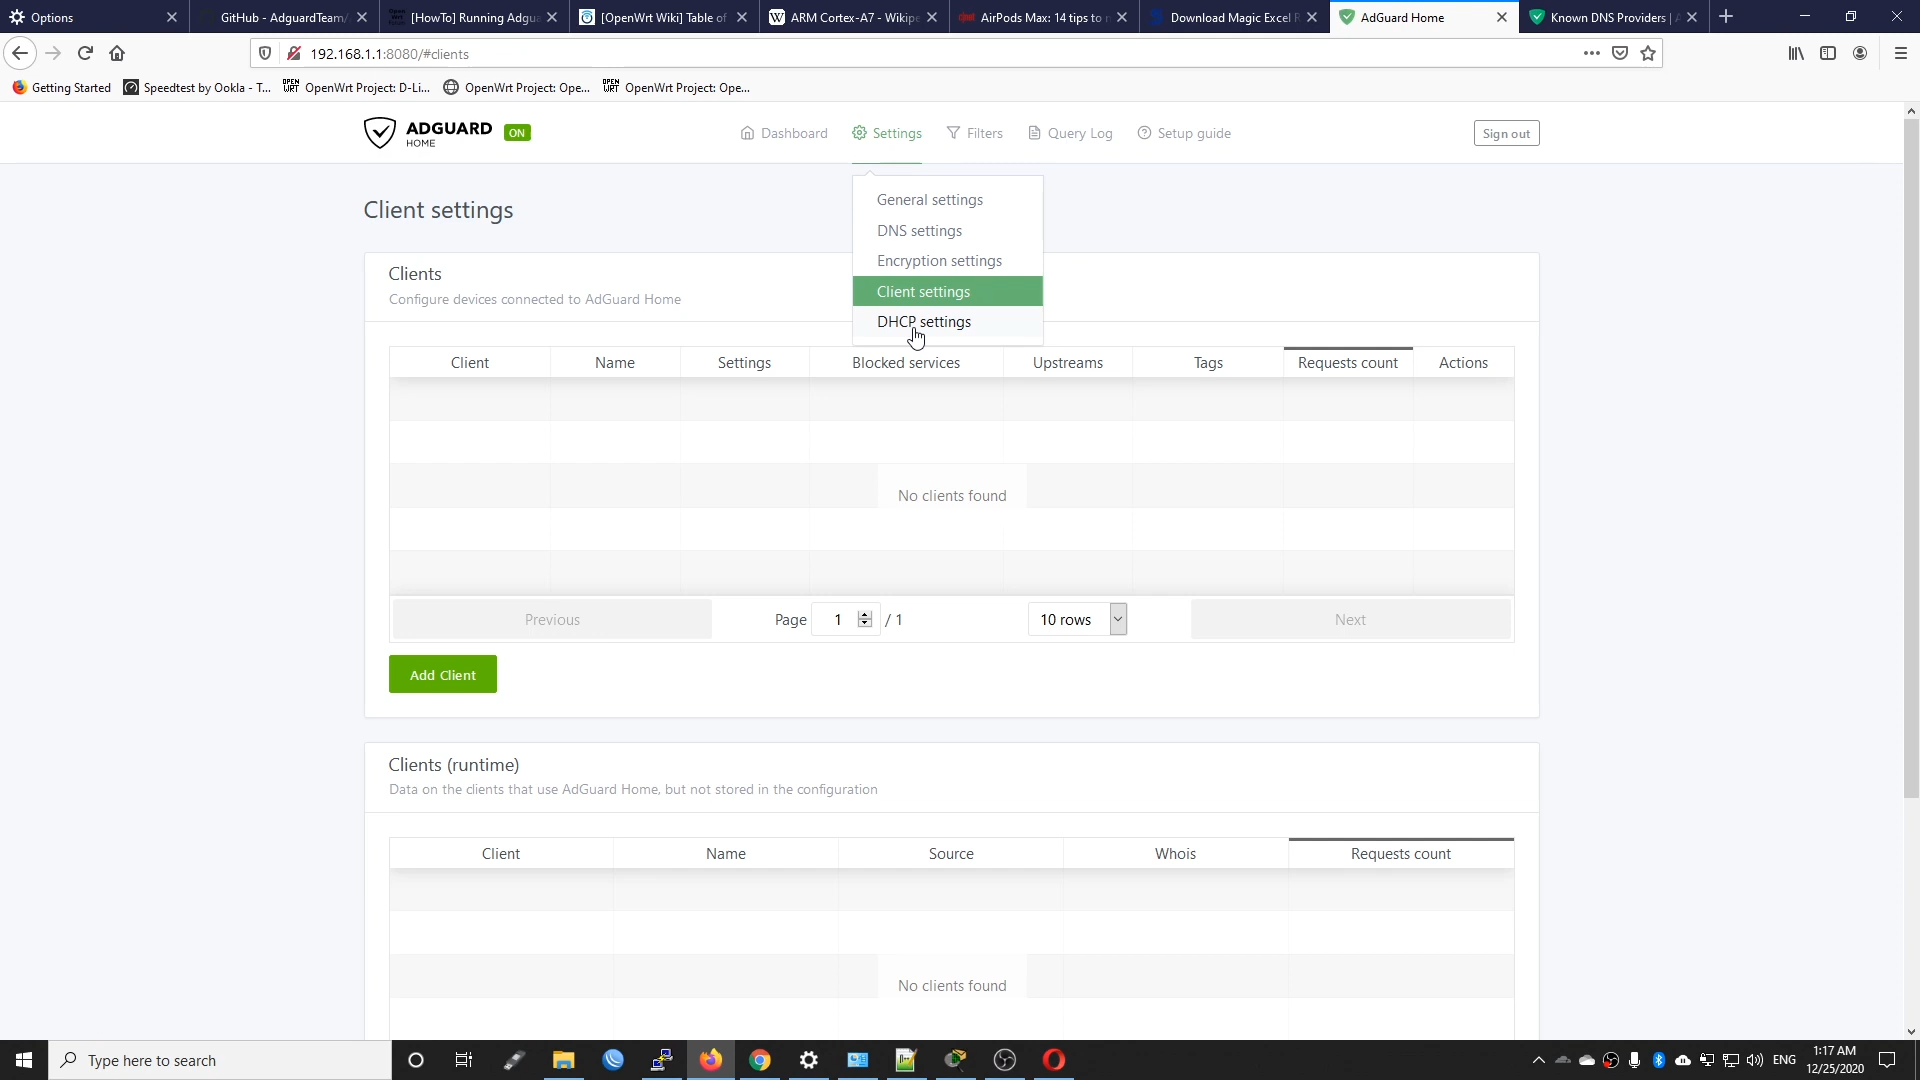 Options
GitHub - AdguardTeam/
[HowTo] Running Adgua
[OpenWrt Wiki] Table of
ARM Cortex-A7 - Wikipe
AirPods Max: 14 tips to
Download Magic Excel R
AdGuard Home
Known DNS Providers |
192.168.1.1:8080/#clients
Getting Started
Speedtest by Ookla - T...
OpenWrt Project: D-Li...
OpenWrt Project: Ope...
OpenWrt Project: Ope...
ADGUARD
HOME
ON
Dashboard
Settings
Filters
Query Log
Setup guide
Sign out
General settings
DNS settings
Encryption settings
Client settings
DHCP settings
Client settings
Clients
Configure devices connected to AdGuard Home
Client
Name
Settings
Blocked services
Upstreams
Tags
Requests count
Actions
No clients found
Previous
Page
1
/ 1
10 rows
Next
Add Client
Clients (runtime)
Data on the clients that use AdGuard Home, but not stored in the configuration
Client
Name
Source
Whois
Requests count
No clients found
Type here to search
ENG
1:17 AM
12/25/2020